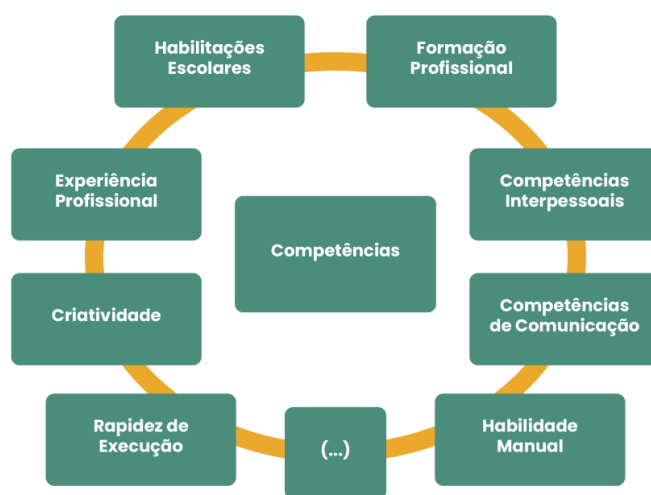 Habilitações
Escolares
Formação
Profissional
Experiência
Profissional
Competências
Interpessoais
Competências
Criatividade
Competências
de Comunicação
Rapidez de
Execução
(...)
Habilidade
Manual